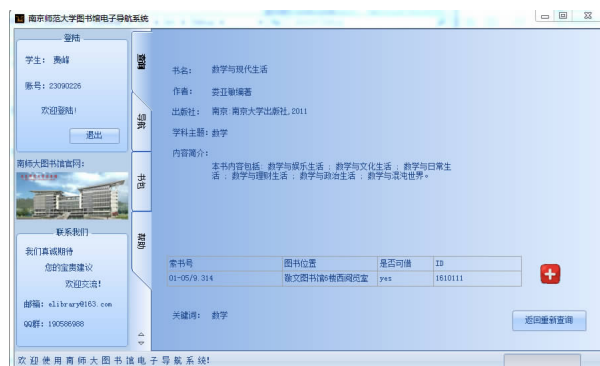 南京师范大学图书馆电子导航系统
登陆
学生：
账号：23090226
欢迎登陆！
退出
南师大图书馆官网：
联系我们
我们真诚期待
您的宝贵建议
欢迎交流！
邮箱：elibrary@163.com
QQ群：190586988
查询
导航
书包
帮助
书名： 数学与现代生活
作者： 娄亚敏编著
出版社： 南京：南京大学出版社，2011
学科主题：数学
内容简介：
本书内容包括：数学与娱乐生活；数学与文化生活；数学与日常生
活；数学与理财生活；数学与政治生活；数学与混沌世界。
索书号 图书位置 是否可借 ID
01-05/9.314 敬文图书馆6楼西阅览室 yes 1610111
关键词： 数学
返回重新查询
欢迎使用南师大图书馆电子导航系统！